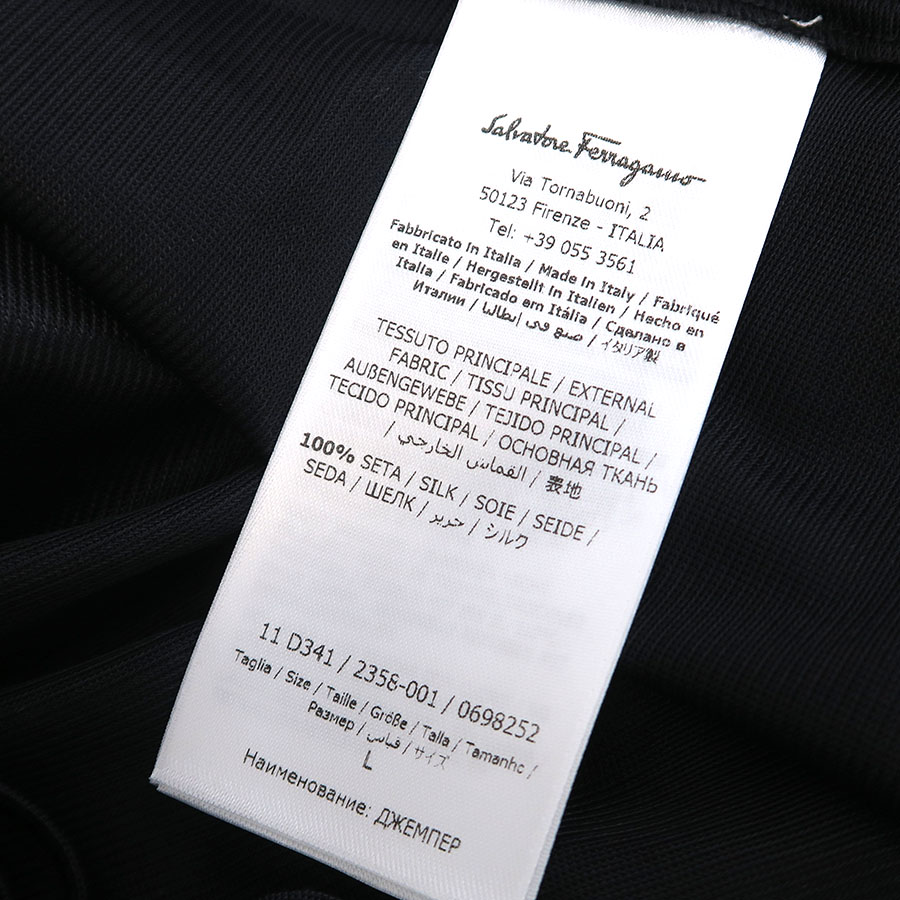 Salvatore Ferragamo
Via Tornabuoni, 2
50123 Firenze - ITALIA
Tel: +39 055 3561
Fabbricato in Italia / Made in Italy / Fabriqué
en Italie / Hergestellt in Italien / Hecho en
Italia / Fabricado em Itália / Сделано в
Италии / صنع في إيطاليا / イタリア製
TESSUTO PRINCIPALE / EXTERNAL
FABRIC / TISSU PRINCIPAL /
AUßENGEWEBE / TEJIDO PRINCIPAL /
TECIDO PRINCIPAL / ОСНОВНАЯ ТКАНЬ
/ القماش الخارجي / 表地
100% SETA / SILK / SOIE / SEIDE /
SEDA / ШЕЛК / حرير / シルク
11 D341 / 2358-001 / 0698252
Taglia / Size / Taille / Größe / Talla / Tamanho /
Размер / قياس / サイズ
L
Наименование: ДЖЕМПЕР